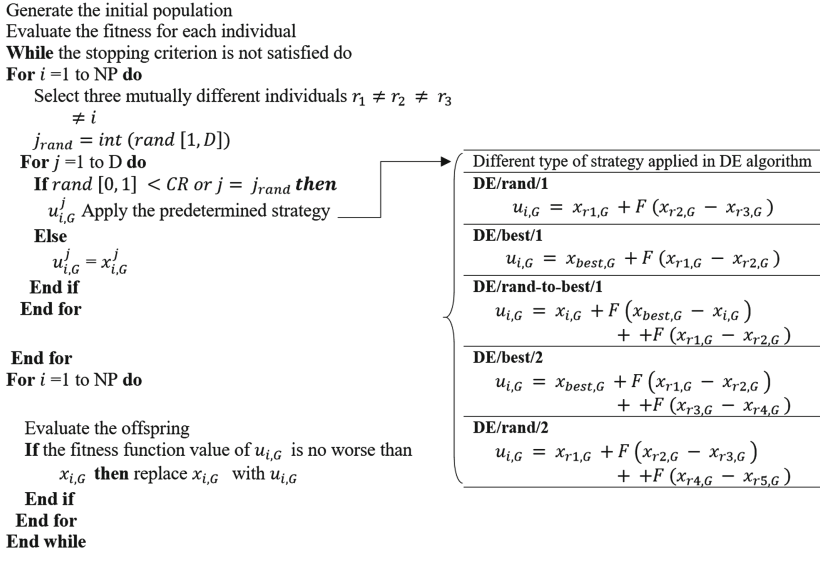 Generate the initial population
Evaluate the fitness for each individual
While the stopping criterion is not satisfied do
For i =1 to NP do
Select three mutually different individuals r₁ ≠ r₂ ≠ r₃
≠ i
j_rand = int (rand [1, D])
For j =1 to D do
If rand [0, 1] < CR or j = j_rand then
u^j_{i,G} Apply the predetermined strategy
Else
u^j_{i,G} = x^j_{i,G}
End if
End for
End for
For i =1 to NP do
Evaluate the offspring
If the fitness function value of u_{i,G} is no worse than
x_{i,G} then replace x_{i,G} with u_{i,G}
End if
End for
End while
Different type of strategy applied in DE algorithm
DE/rand/1
u_{i,G} = x_{r1,G} + F (x_{r2,G} − x_{r3,G})
DE/best/1
u_{i,G} = x_{best,G} + F (x_{r1,G} − x_{r2,G})
DE/rand-to-best/1
u_{i,G} = x_{i,G} + F (x_{best,G} − x_{i,G})
+ +F (x_{r1,G} − x_{r2,G})
DE/best/2
u_{i,G} = x_{best,G} + F (x_{r1,G} − x_{r2,G})
+ +F (x_{r3,G} − x_{r4,G})
DE/rand/2
u_{i,G} = x_{r1,G} + F (x_{r2,G} − x_{r3,G})
+ +F (x_{r4,G} − x_{r5,G})